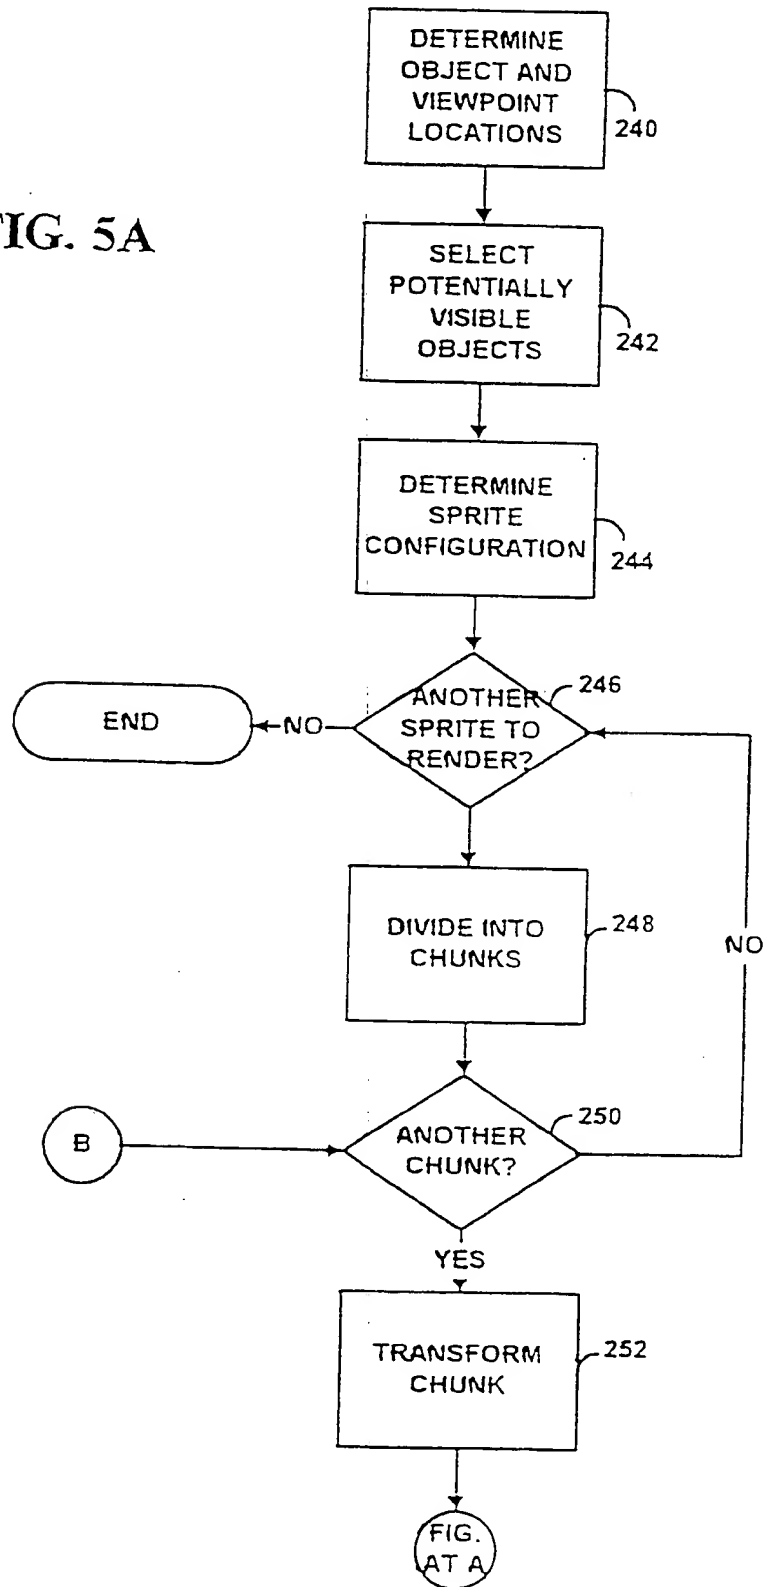 DETERMINE
OBJECT AND
VIEWPOINT
LOCATIONS
240
FIG. 5A
SELECT
POTENTIALLY
VISIBLE
OBJECTS
242
DETERMINE
SPRITE
CONFIGURATION
244
246
ANOTHER
SPRITE TO
RENDER?
NO
END
DIVIDE INTO
CHUNKS
248
NO
250
B
ANOTHER
CHUNK?
YES
TRANSFORM
CHUNK
252
FIG.
AT A